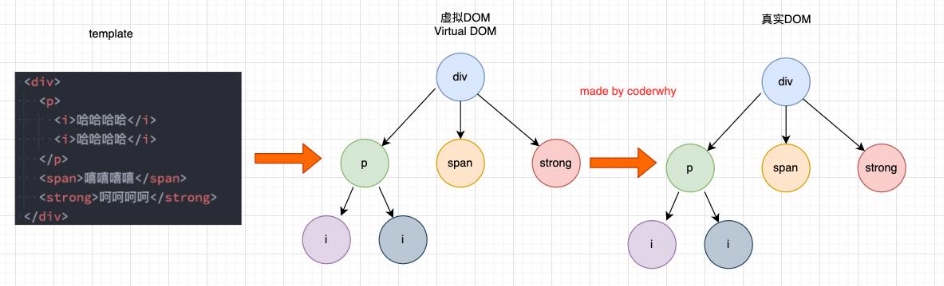 template
<div>
<p>
<i>哈哈哈哈</i>
<i>哈哈哈哈</i>
</p>
<span>嘻嘻嘻嘻</span>
<strong>呵呵呵呵</strong>
</div>
虚拟DOM
Virtual DOM
div
p
span
strong
i
i
made by coderwhy
真实DOM
div
p
span
strong
i
i